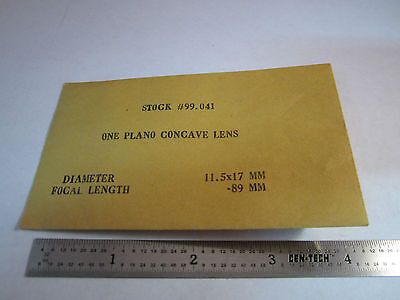 STOCK #99.041
ONE PLANO CONCAVE LENS
DIAMETER 11.5x17 MM
FOCAL LENGTH -89 MM
1 2 3 CEN-TECH 4